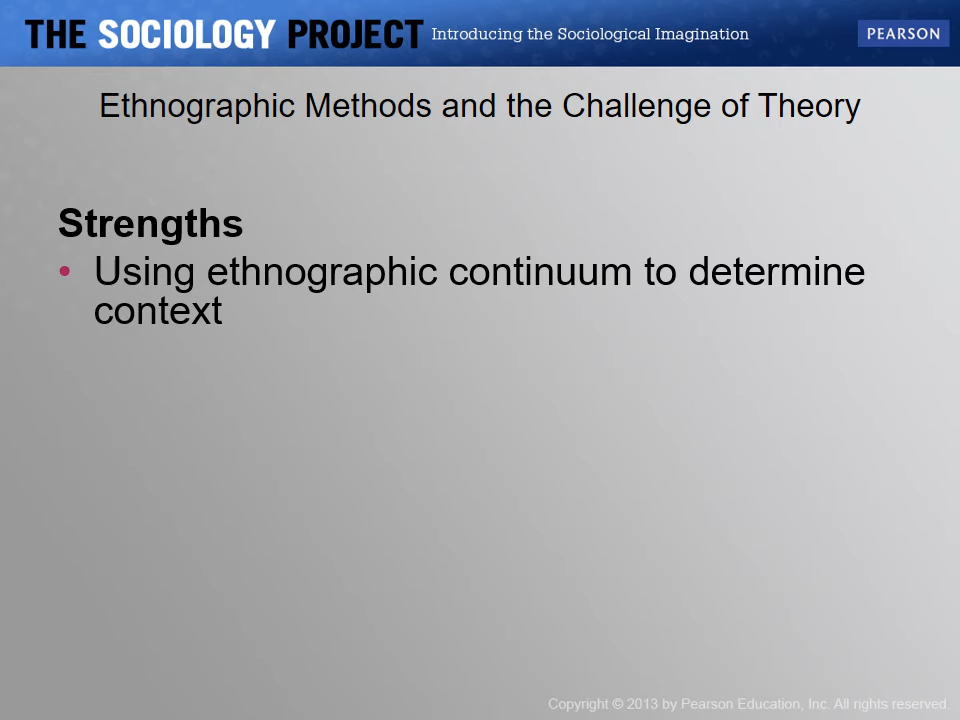 THE SOCIOLOGY PROJECT Introducing the Sociological Imagination PEARSON
Ethnographic Methods and the Challenge of Theory
Strengths
• Using ethnographic continuum to determine
context
Copyright © 2013 by Pearson Education, Inc. All rights reserved.